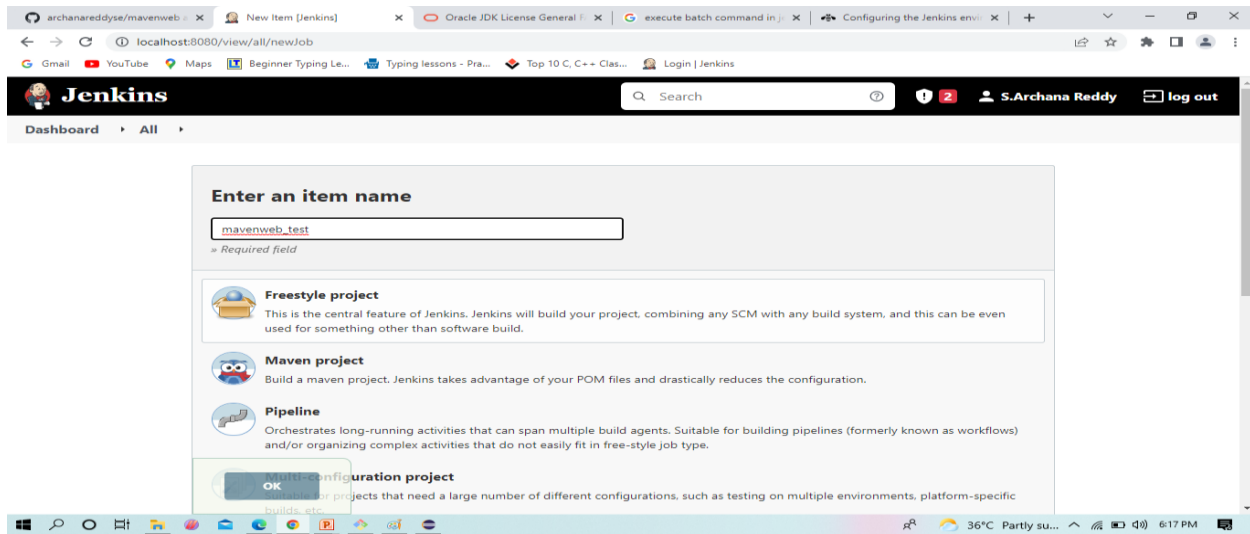 archanareddyse/mavenweb
New Item [Jenkins]
Oracle JDK License General F
execute batch command in j
Configuring the Jenkins envi
localhost:8080/view/all/newJob
Gmail
YouTube
Maps
Beginner Typing Le...
Typing lessons - Pra...
Top 10 C, C++ Clas...
Login | Jenkins
Jenkins
Search
2
S.Archana Reddy
log out
Dashboard
All
Enter an item name
mavenweb_test
» Required field
Freestyle project
This is the central feature of Jenkins. Jenkins will build your project, combining any SCM with any build system, and this can be even
used for something other than software build.
Maven project
Build a maven project. Jenkins takes advantage of your POM files and drastically reduces the configuration.
Pipeline
Orchestrates long-running activities that can span multiple build agents. Suitable for building pipelines (formerly known as workflows)
and/or organizing complex activities that do not easily fit in free-style job type.
Multi-configuration project
OK
Suitable for projects that need a large number of different configurations, such as testing on multiple environments, platform-specific
builds, etc.
36°C Partly su...
6:17 PM